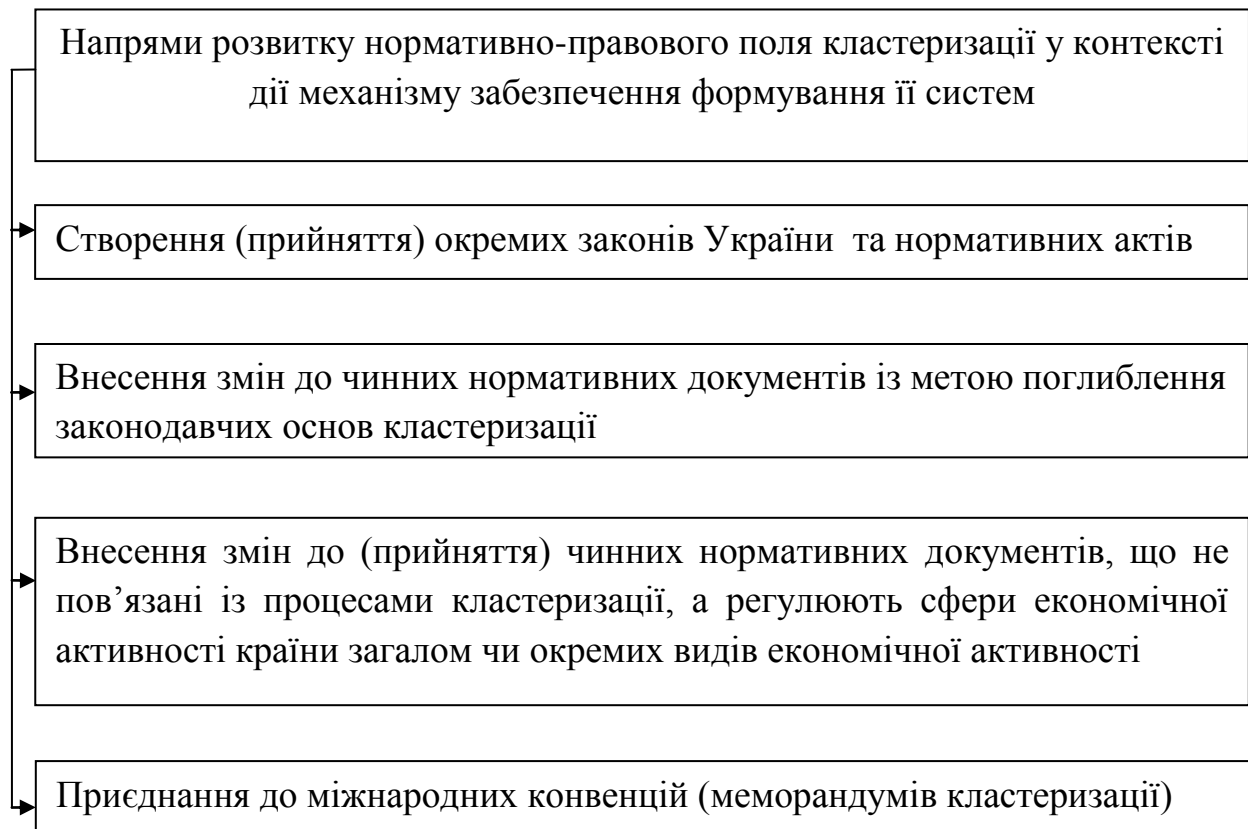 Напрями розвитку нормативно-правового поля кластеризації у контексті
дії механізму забезпечення формування її систем
Створення (прийняття) окремих законів України та нормативних актів
Внесення змін до чинних нормативних документів із метою поглиблення
законодавчих основ кластеризації
Внесення змін до (прийняття) чинних нормативних документів, що не
пов’язані із процесами кластеризації, а регулюють сфери економічної
активності країни загалом чи окремих видів економічної активності
Приєднання до міжнародних конвенцій (меморандумів кластеризації)